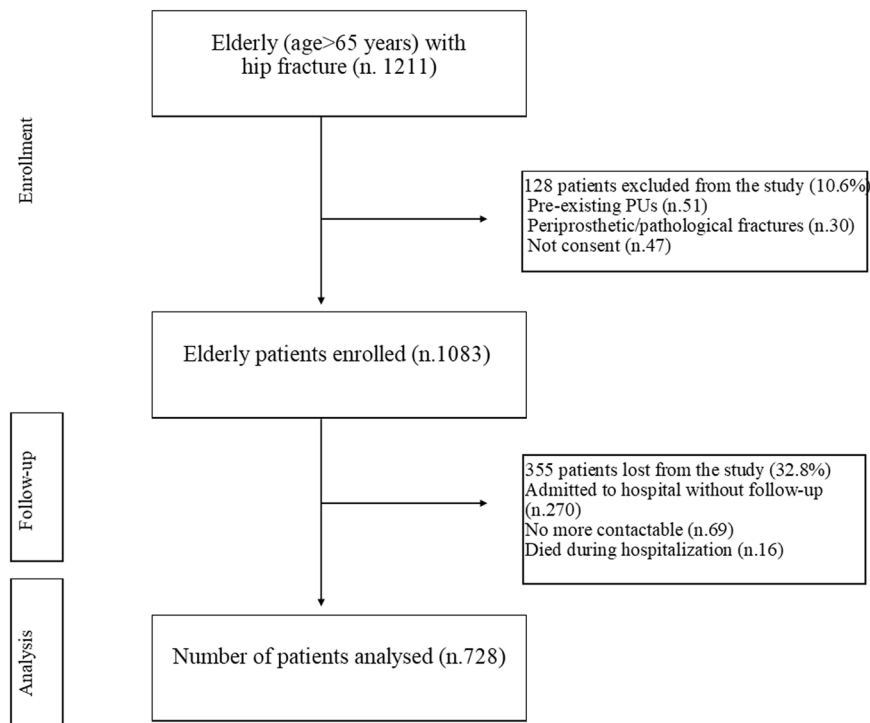 Elderly (age>65 years) with
hip fracture (n. 1211)
Enrollment
128 patients excluded from the study (10.6%)
Pre-existing PUs (n.51)
Periprosthetic/pathological fractures (n.30)
Not consent (n.47)
Elderly patients enrolled (n.1083)
Follow-up
355 patients lost from the study (32.8%)
Admitted to hospital without follow-up
(n.270)
No more contactable (n.69)
Died during hospitalization (n.16)
Analysis
Number of patients analysed (n.728)